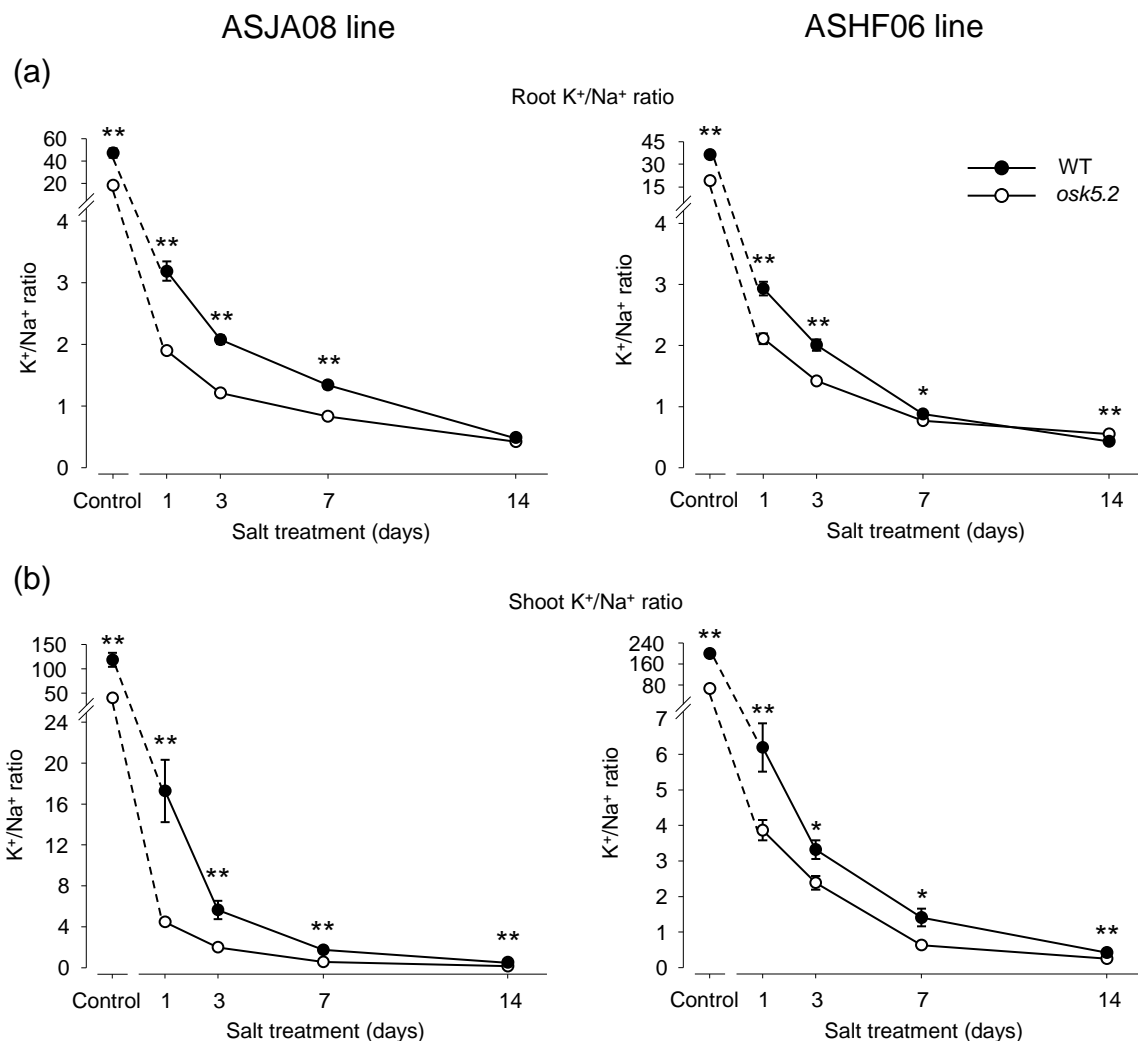 ASJA08 line
ASHF06 line
(a)
Root K⁺/Na⁺ ratio
K⁺/Na⁺ ratio
60
40
20
4
3
2
1
0
**
**
**
**
Control 1 3 7 14
Salt treatment (days)
K⁺/Na⁺ ratio
45
30
15
4
3
2
1
0
**
**
**
*
**
WT
osk5.2
Control 1 3 7 14
Salt treatment (days)
(b)
Shoot K⁺/Na⁺ ratio
K⁺/Na⁺ ratio
150
100
50
24
20
16
12
8
4
0
**
**
**
**
**
Control 1 3 7 14
Salt treatment (days)
K⁺/Na⁺ ratio
240
160
80
7
6
5
4
3
2
1
0
**
**
*
*
**
Control 1 3 7 14
Salt treatment (days)